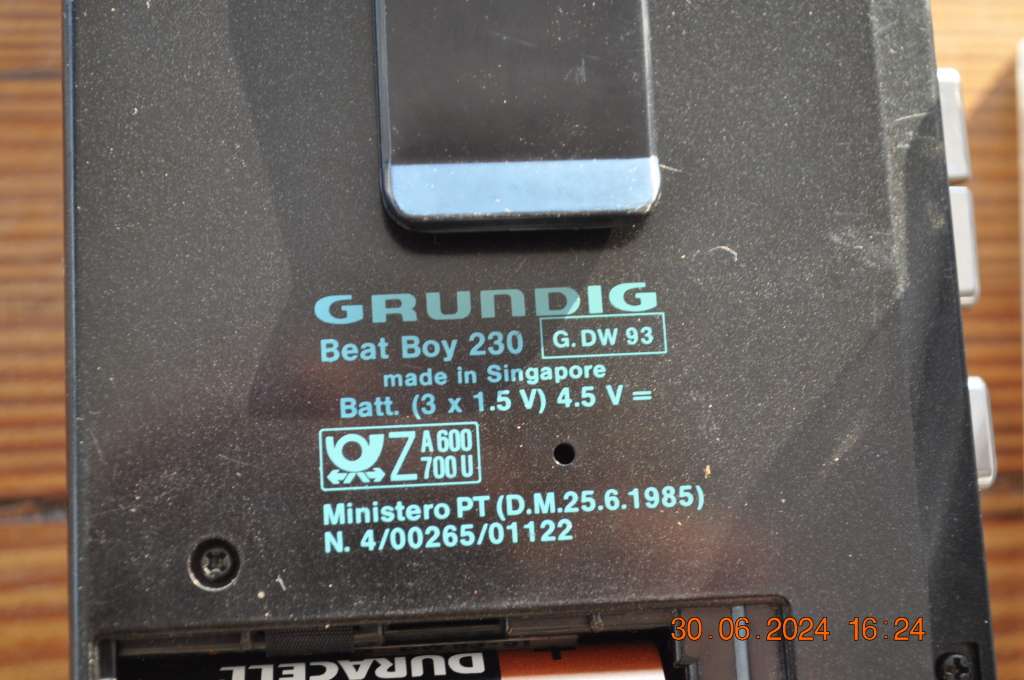 GRUNDIG
Beat Boy 230 G.DW 93
made in Singapore
Batt. (3 x 1.5 V) 4.5 V =
Z A 600
700 U
Ministero PT (D.M.25.6.1985)
N. 4/00265/01122
DURACELL
30.06.2024 16:24